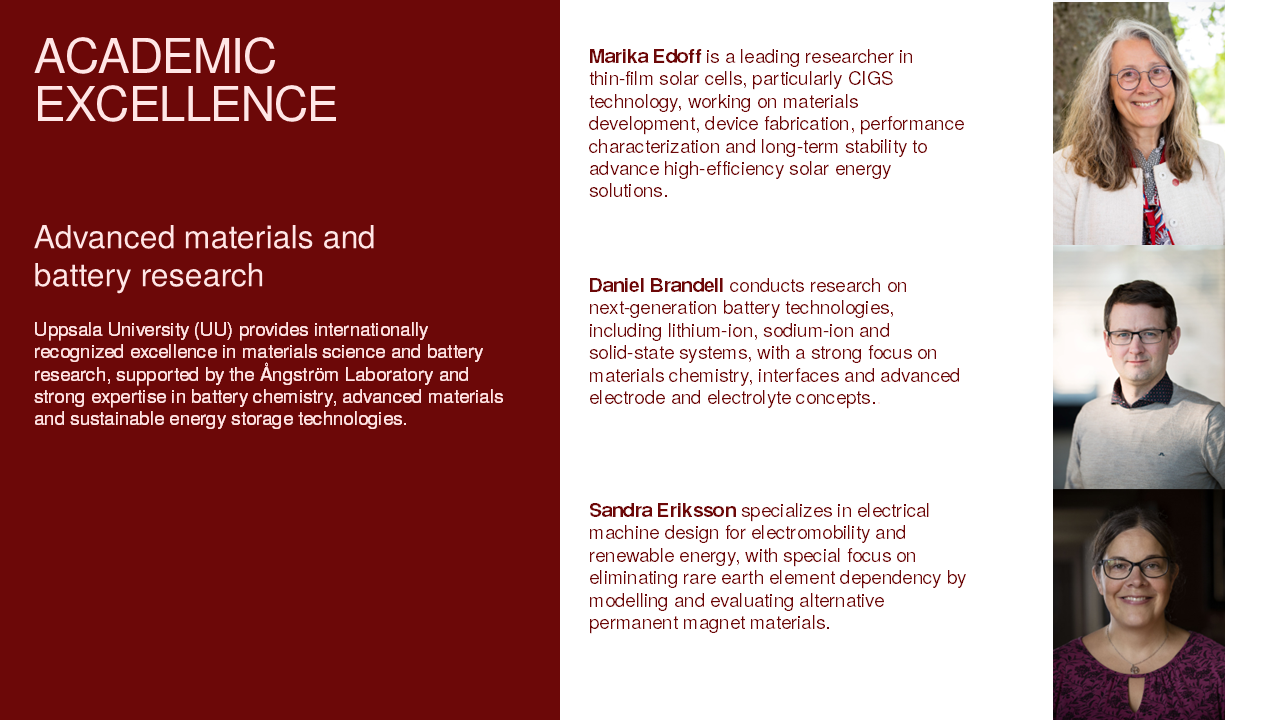 ACADEMIC
EXCELLENCE
Advanced materials and
battery research
Uppsala University (UU) provides internationally
recognized excellence in materials science and battery
research, supported by the Ångström Laboratory and
strong expertise in battery chemistry, advanced materials
and sustainable energy storage technologies.
Marika Edoff is a leading researcher in
thin-film solar cells, particularly CIGS
technology, working on materials
development, device fabrication, performance
characterization and long-term stability to
advance high-efficiency solar energy
solutions.
Daniel Brandell conducts research on
next-generation battery technologies,
including lithium-ion, sodium-ion and
solid-state systems, with a strong focus on
materials chemistry, interfaces and advanced
electrode and electrolyte concepts.
Sandra Eriksson specializes in electrical
machine design for electromobility and
renewable energy, with special focus on
eliminating rare earth element dependency by
modelling and evaluating alternative
permanent magnet materials.